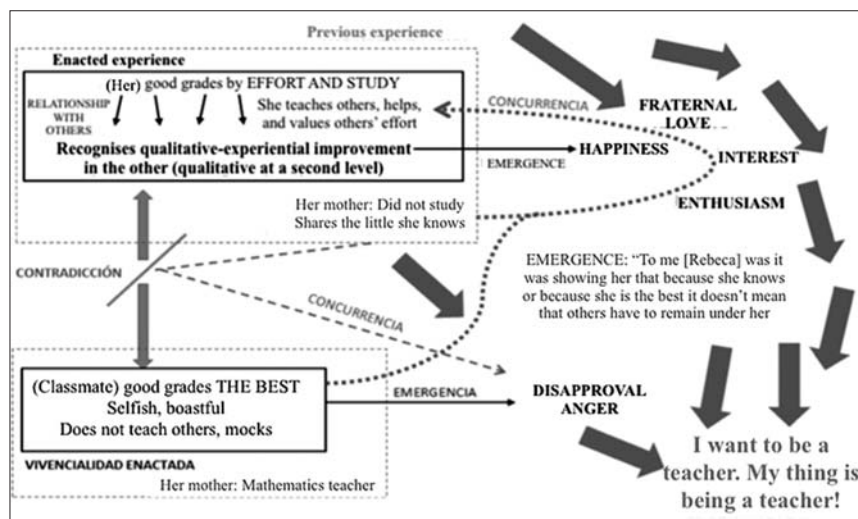 Previous experience
Enacted experience
(Her) good grades by EFFORT AND STUDY
RELATIONSHIP
WITH
OTHERS
She teaches others, helps,
and values others' effort
Recognises qualitative-experiential improvement
in the other (qualitative at a second level)
CONCURRENCIA
FRATERNAL
LOVE
EMERGENCE
HAPPINESS
INTEREST
ENTHUSIASM
Her mother: Did not study
Shares the little she knows
CONTRADICCIÓN
CONCURRENCIA
EMERGENCE: "To me [Rebeca] was it
was showing her that because she knows
or because she is the best it doesn't mean
that others have to remain under her
(Classmate) good grades THE BEST
Selfish, boastful
Does not teach others, mocks
EMERGENCIA
DISAPPROVAL
ANGER
VIVENCIALIDAD ENACTADA
Her mother: Mathematics teacher
I want to be a
teacher. My thing is
being a teacher!